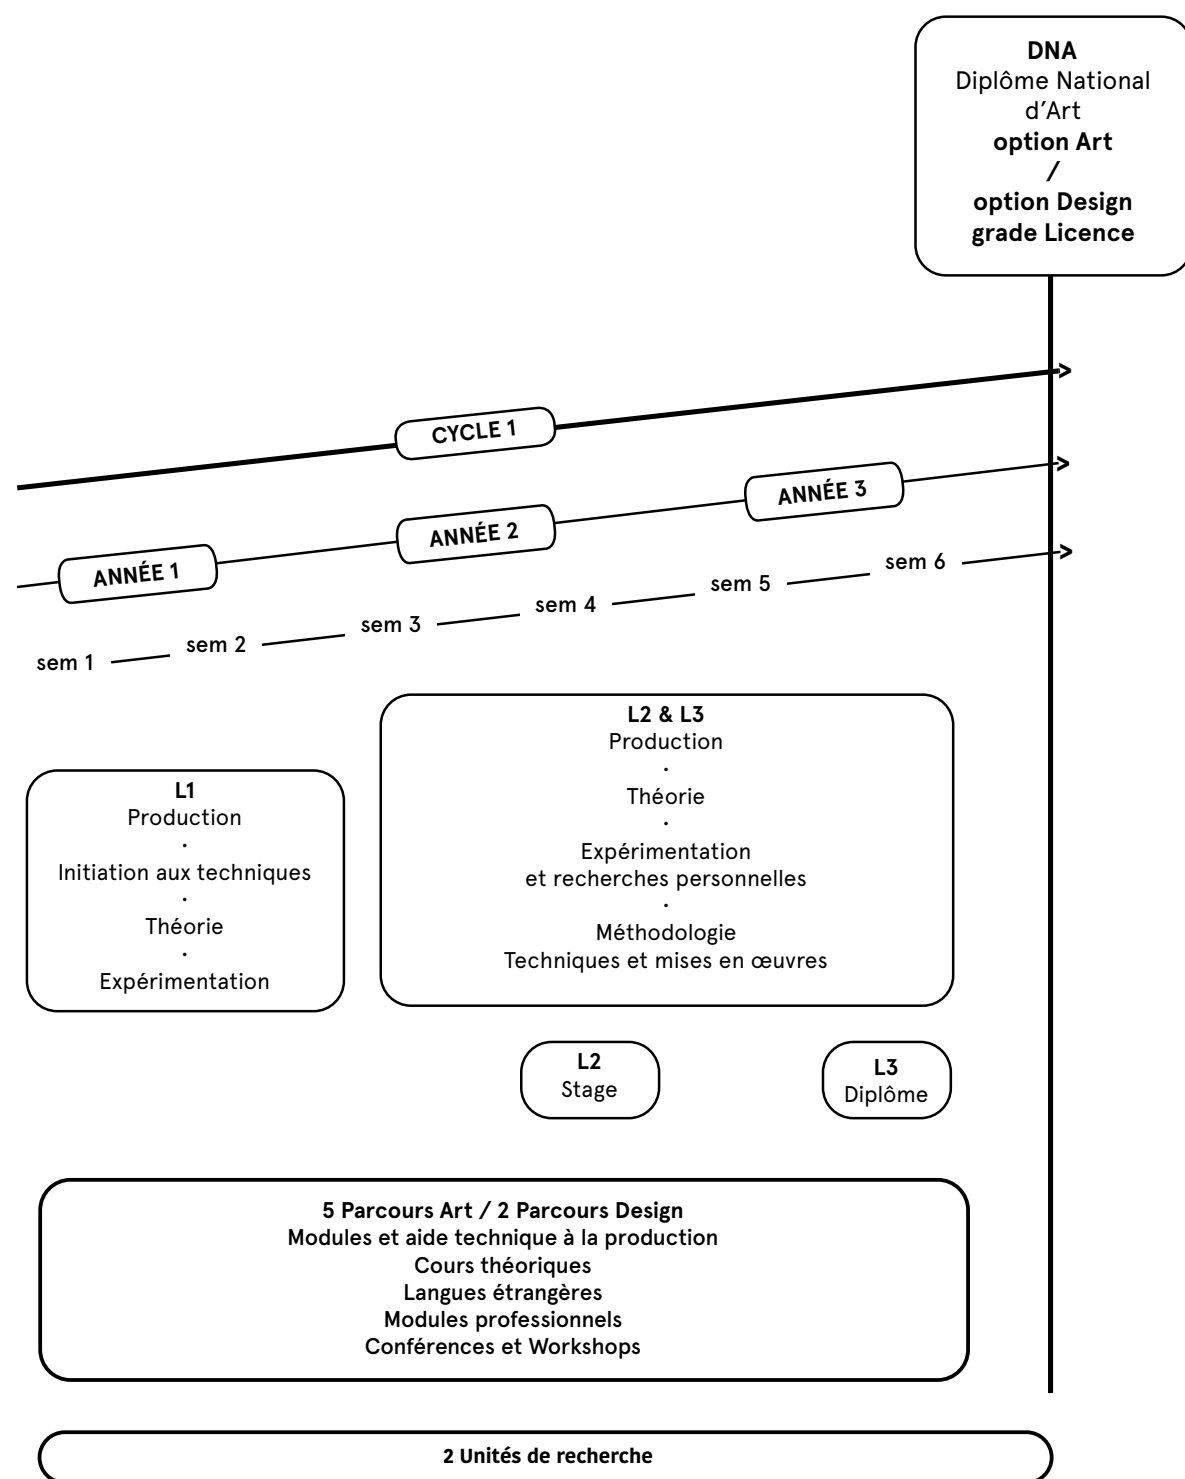 DNA
Diplôme National
d’Art
option Art
/
option Design
grade Licence
CYCLE 1
ANNÉE 1
ANNÉE 2
ANNÉE 3
sem 1
sem 2
sem 3
sem 4
sem 5
sem 6
L1
Production
·
Initiation aux techniques
·
Théorie
·
Expérimentation
L2 & L3
Production
·
Théorie
·
Expérimentation
et recherches personnelles
·
Méthodologie
Techniques et mises en œuvres
L2
Stage
L3
Diplôme
5 Parcours Art / 2 Parcours Design
Modules et aide technique à la production
Cours théoriques
Langues étrangères
Modules professionnels
Conférences et Workshops
2 Unités de recherche